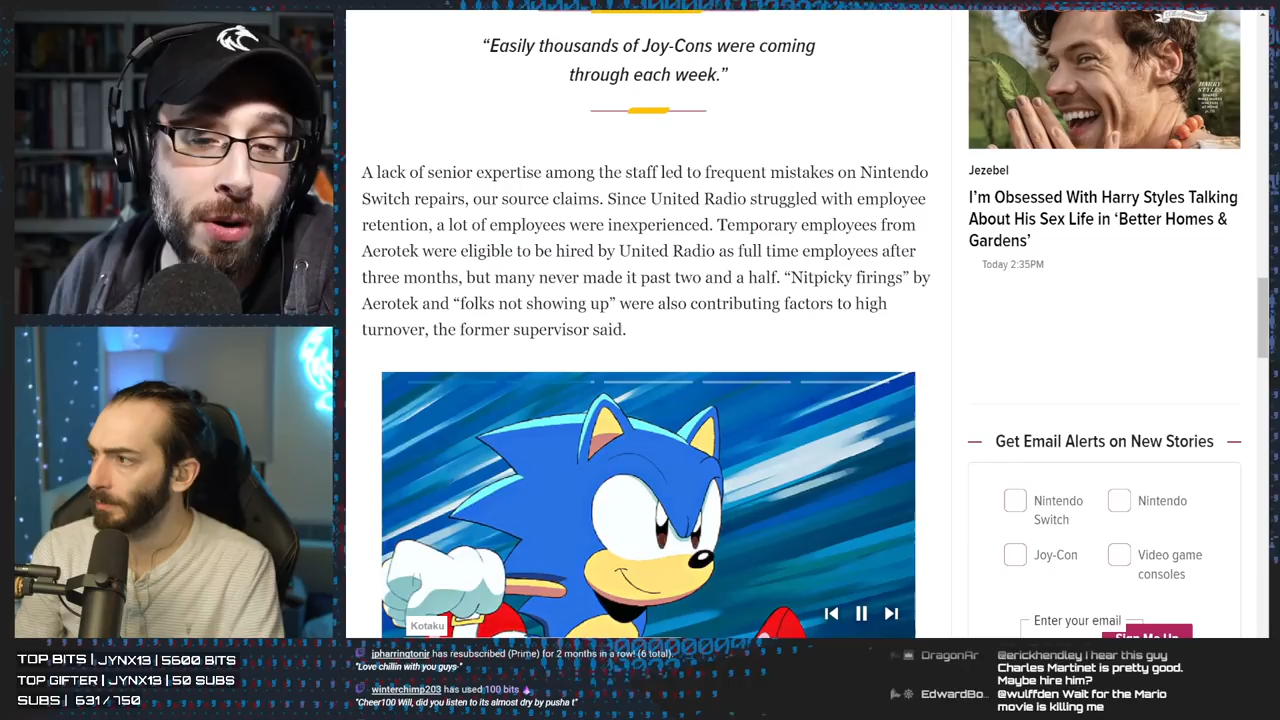 “Easily thousands of Joy-Cons were coming
through each week.”
A lack of senior expertise among the staff led to frequent mistakes on Nintendo
Switch repairs, our source claims. Since United Radio struggled with employee
retention, a lot of employees were inexperienced. Temporary employees from
Aerotek were eligible to be hired by United Radio as full time employees after
three months, but many never made it past two and a half. “Nitpicky firings” by
Aerotek and “folks not showing up” were also contributing factors to high
turnover, the former supervisor said.
Kotaku
HARRY
STYLES
Jezebel
I’m Obsessed With Harry Styles Talking
About His Sex Life in ‘Better Homes &
Gardens’
Today 2:35PM
Get Email Alerts on New Stories
Nintendo
Switch
Nintendo
Joy-Con
Video game
consoles
Enter your email
Sign Me Up
TOP BITS | JYNX13 | 5600 BITS
TOP GIFTER | JYNX13 | 50 SUBS
SUBS | 631/750
jpharringtonjr has resubscribed (Prime) for 2 months in a row! (6 total)
"Love chillin with you guys"
winterchimp203 has used 100 bits
"Cheer100 Will, did you listen to its almost dry by pusha t"
DragonAr
@erickhendley I hear this guy
Charles Martinet is pretty good.
Maybe hire him?
EdwardBo...
@wulffden Wait for the Mario
movie is killing me